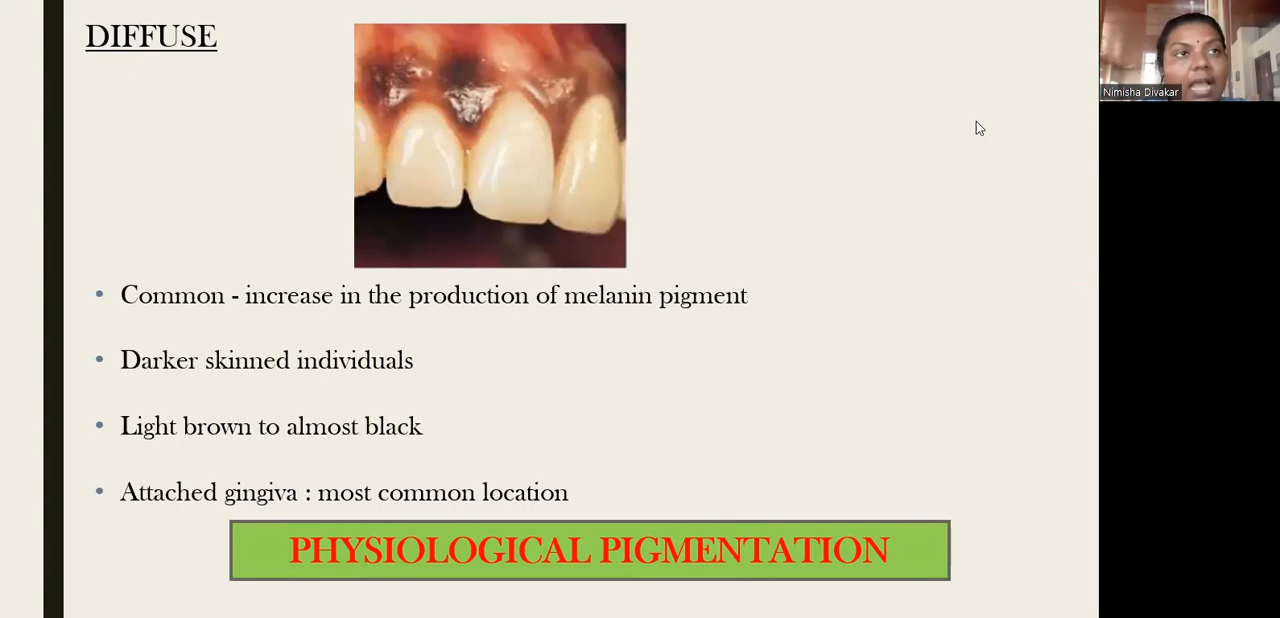 DIFFUSE
Nimisha Divakar
• Common - increase in the production of melanin pigment
• Darker skinned individuals
• Light brown to almost black
• Attached gingiva : most common location
PHYSIOLOGICAL PIGMENTATION